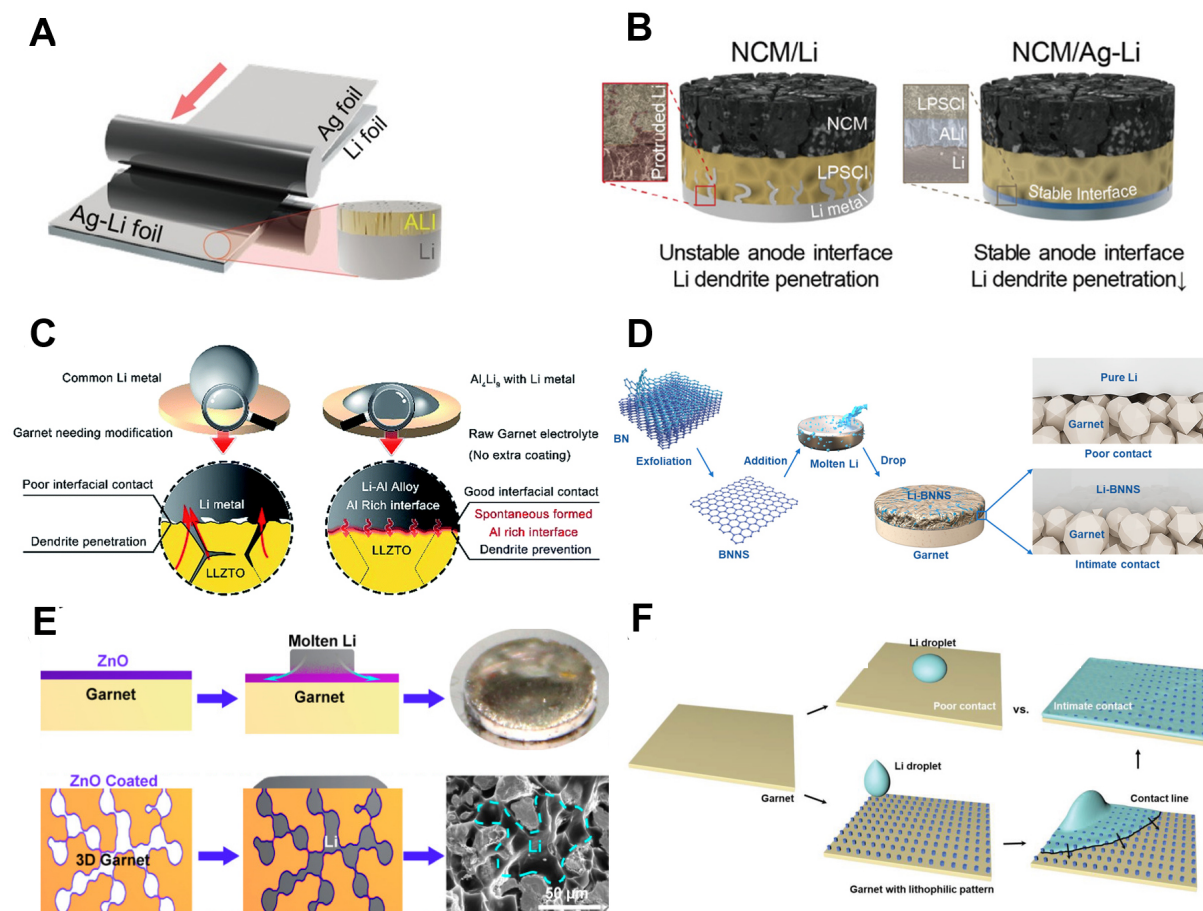 A
Ag foil
Li foil
Ag-Li foil
ALI
Li
B
NCM/Li
NCM/Ag-Li
Protruded Li
NCM
LPSCl
Li metal
LPSCl
ALI
Li
Stable Interface
Unstable anode interface
Li dendrite penetration
Stable anode interface
Li dendrite penetration↓
C
Common Li metal
Garnet needing modification
Poor interfacial contact
Li metal
Dendrite penetration
LLZTO
Al₄Li₉ with Li metal
Raw Garnet electrolyte
(No extra coating)
Li-Al Alloy
Al Rich interface
Good interfacial contact
Spontaneous formed
Al rich interface
Dendrite prevention
LLZTO
D
BN
Exfoliation
BNNS
Addition
Molten Li
Drop
Li-BNNS
Garnet
Pure Li
Garnet
Poor contact
Li-BNNS
Garnet
Intimate contact
E
ZnO
Garnet
Molten Li
Garnet
ZnO Coated
3D Garnet
Li
Li
50 μm
F
Garnet
Li droplet
Poor contact
vs.
Intimate contact
Li droplet
Garnet with lithophilic pattern
Contact line